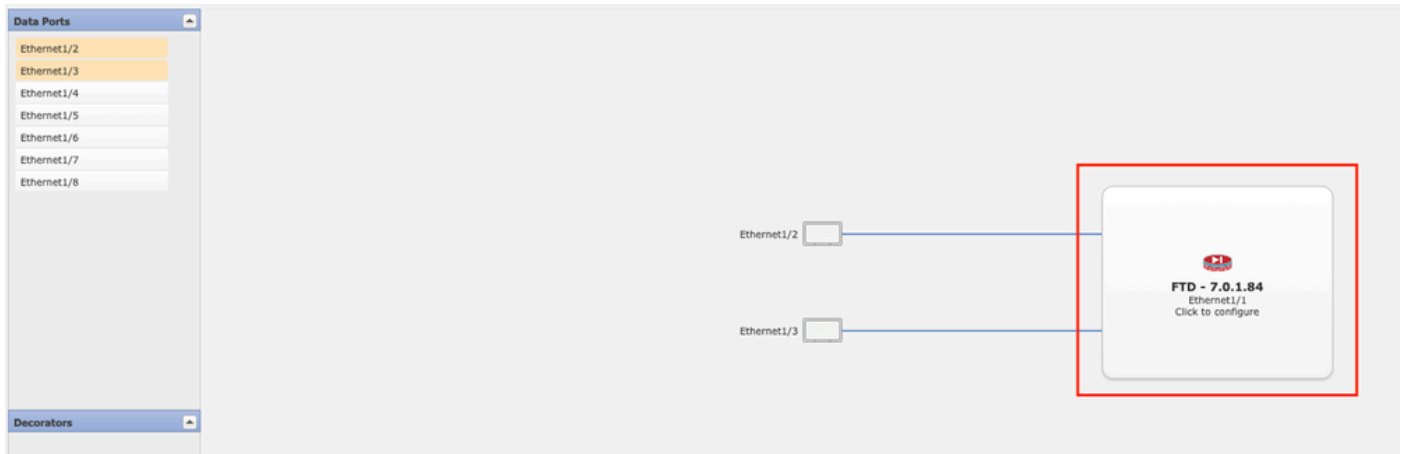 Data Ports
Ethernet1/2
Ethernet1/3
Ethernet1/4
Ethernet1/5
Ethernet1/6
Ethernet1/7
Ethernet1/8
Decorators
Ethernet1/2
Ethernet1/3
FTD - 7.0.1.84
Ethernet1/1
Click to configure